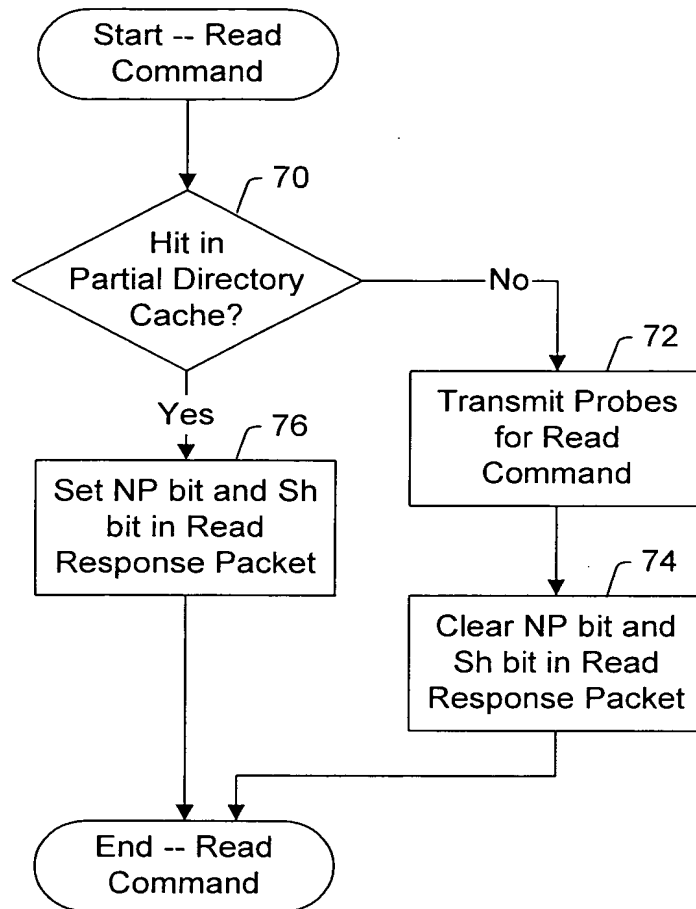 Start -- Read
Command
70
Hit in
Partial Directory
Cache?
No
72
Transmit Probes
for Read
Command
Yes
76
Set NP bit and Sh
bit in Read
Response Packet
74
Clear NP bit and
Sh bit in Read
Response Packet
End -- Read
Command